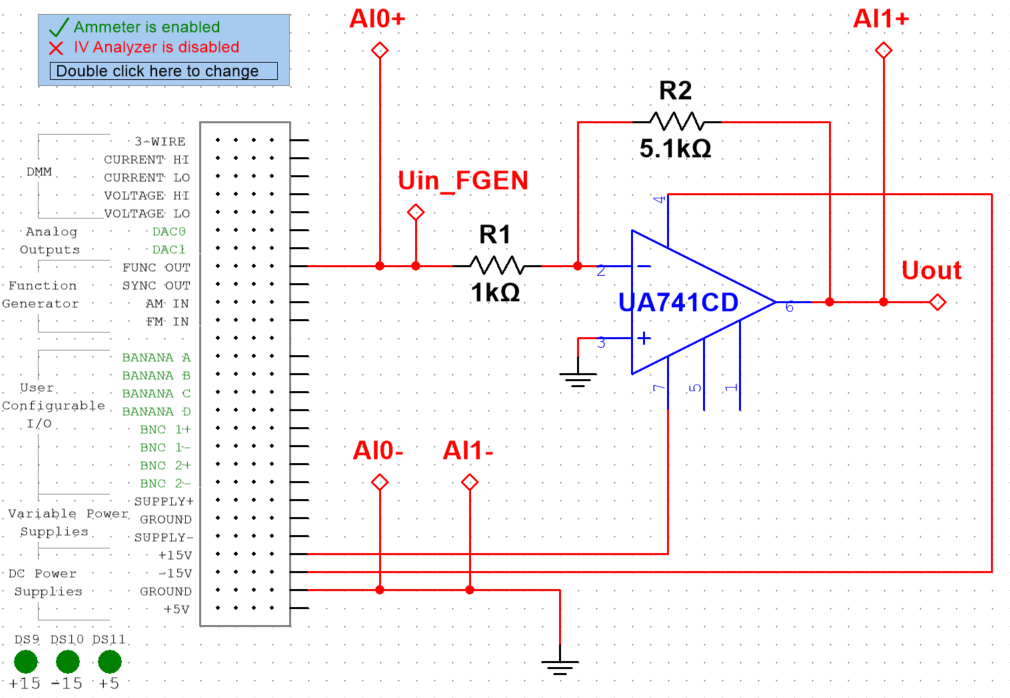 Ammeter is enabled
IV Analyzer is disabled
Double click here to change
AI0+
AI1+
R2
5.1kΩ
Uin_FGEN
R1
1kΩ
4
2
UA741CD
6
Uout
3
7
5
1
AI0-
AI1-
DMM
3-WIRE
CURRENT HI
CURRENT LO
VOLTAGE HI
VOLTAGE LO
Analog
Outputs
DAC0
DAC1
Function
Generator
FUNC OUT
SYNC OUT
AM IN
FM IN
User
Configurable
I/O
BANANA A
BANANA B
BANANA C
BANANA D
BNC 1+
BNC 1-
BNC 2+
BNC 2-
Variable Power
Supplies
SUPPLY+
GROUND
SUPPLY-
DC Power
Supplies
+15V
-15V
GROUND
+5V
DS9 DS10 DS11
+15 -15 +5